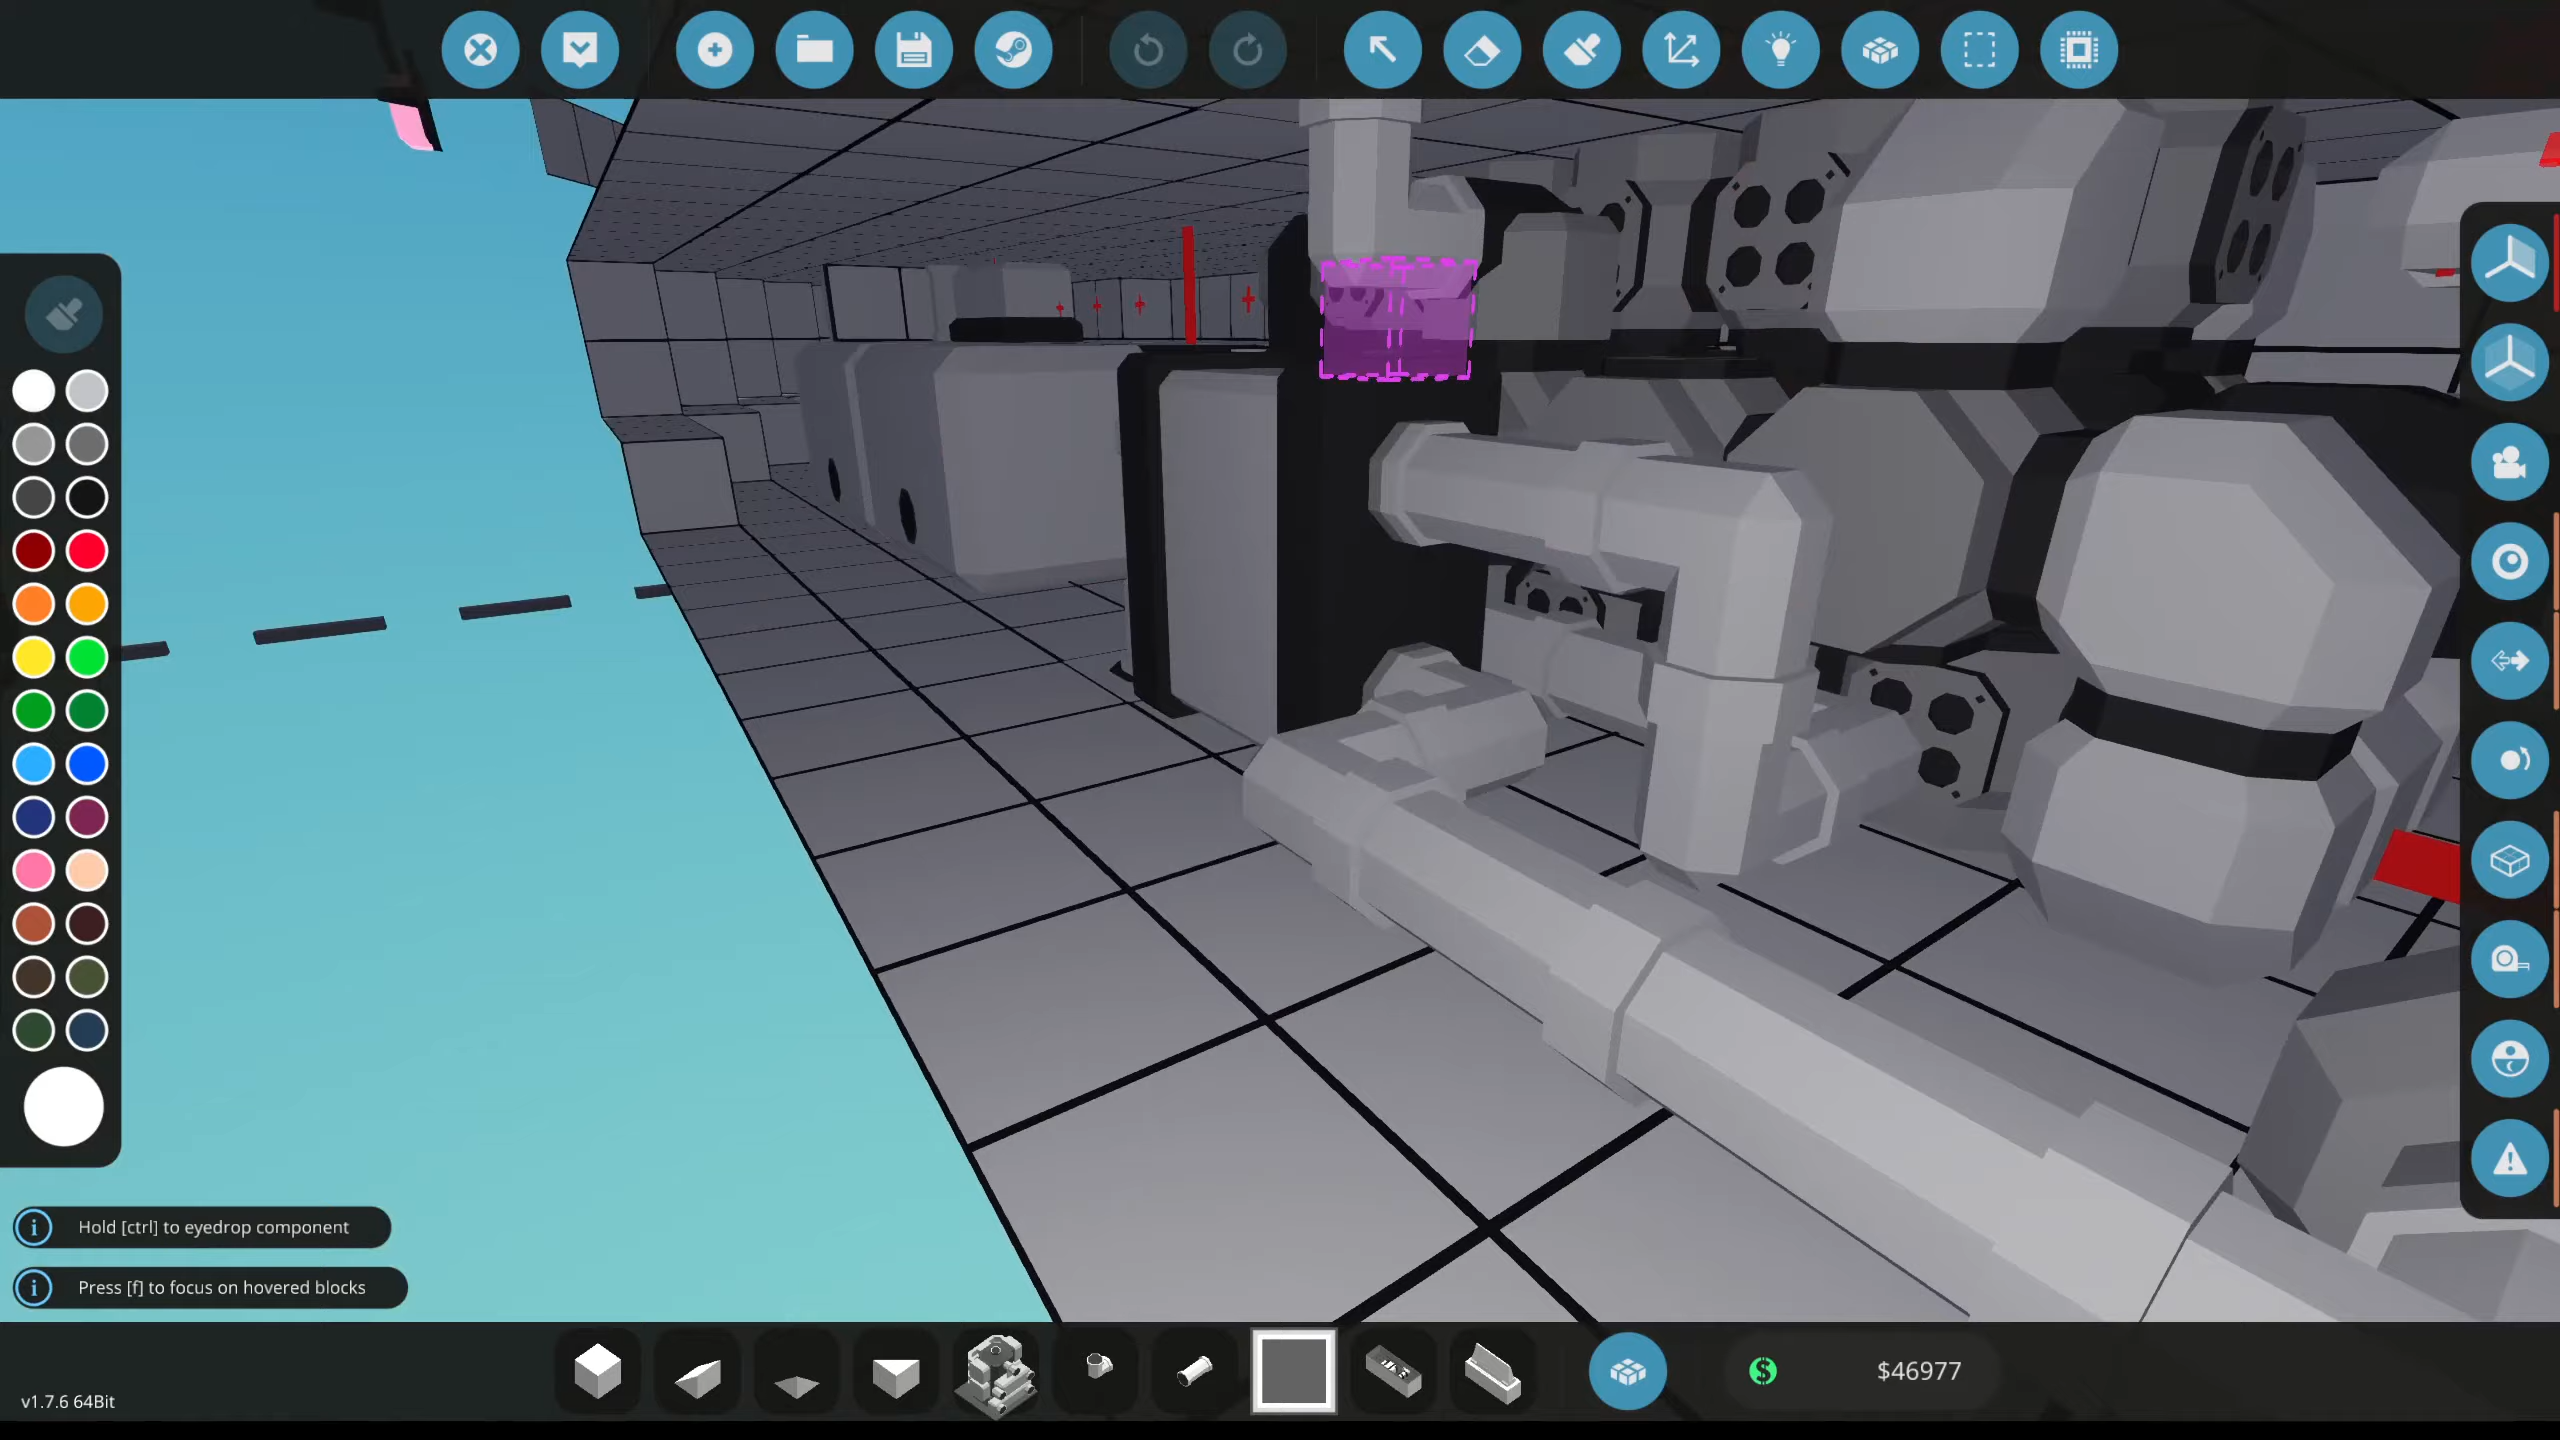 Hold [ctrl] to eyedrop component
Press [f] to focus on hovered blocks
v1.7.6 64Bit
$46977